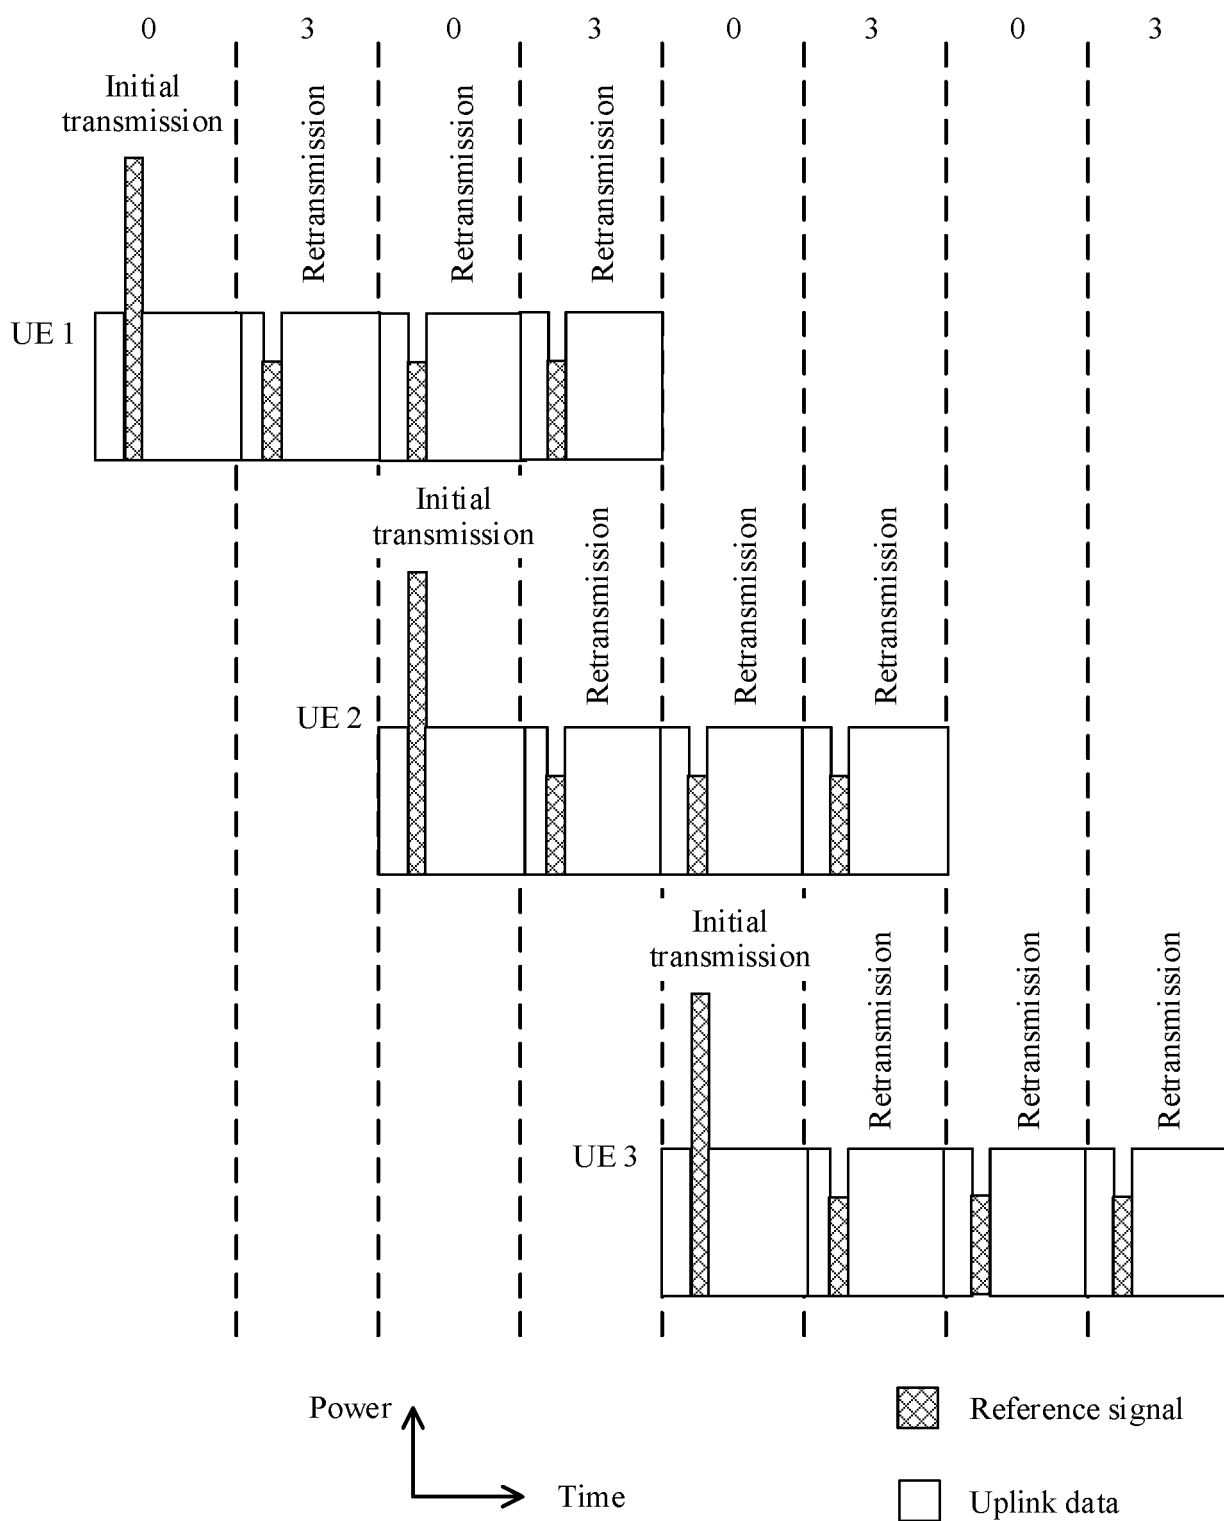 0 3 0 3 0 3 0 3
Initial
transmission
Retransmission
Retransmission
Retransmission
UE 1
Initial
transmission
Retransmission
Retransmission
Retransmission
UE 2
Initial
transmission
Retransmission
Retransmission
Retransmission
UE 3
Power
Time
Reference signal
Uplink data